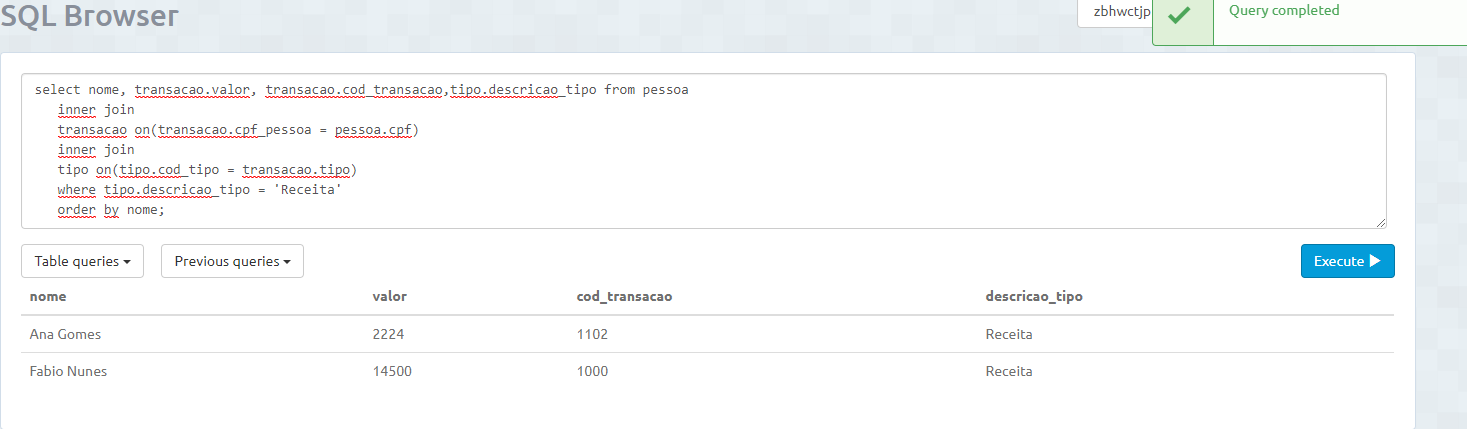 SQL Browser
zbhwctjp
Query completed
select nome, transacao.valor, transacao.cod_transacao,tipo.descricao_tipo from pessoa
inner join
transacao on(transacao.cpf_pessoa = pessoa.cpf)
inner join
tipo on(tipo.cod_tipo = transacao.tipo)
where tipo.descricao_tipo = 'Receita'
order by nome;
Table queries
Previous queries
Execute
nome valor cod_transacao descricao_tipo
Ana Gomes 2224 1102 Receita
Fabio Nunes 14500 1000 Receita